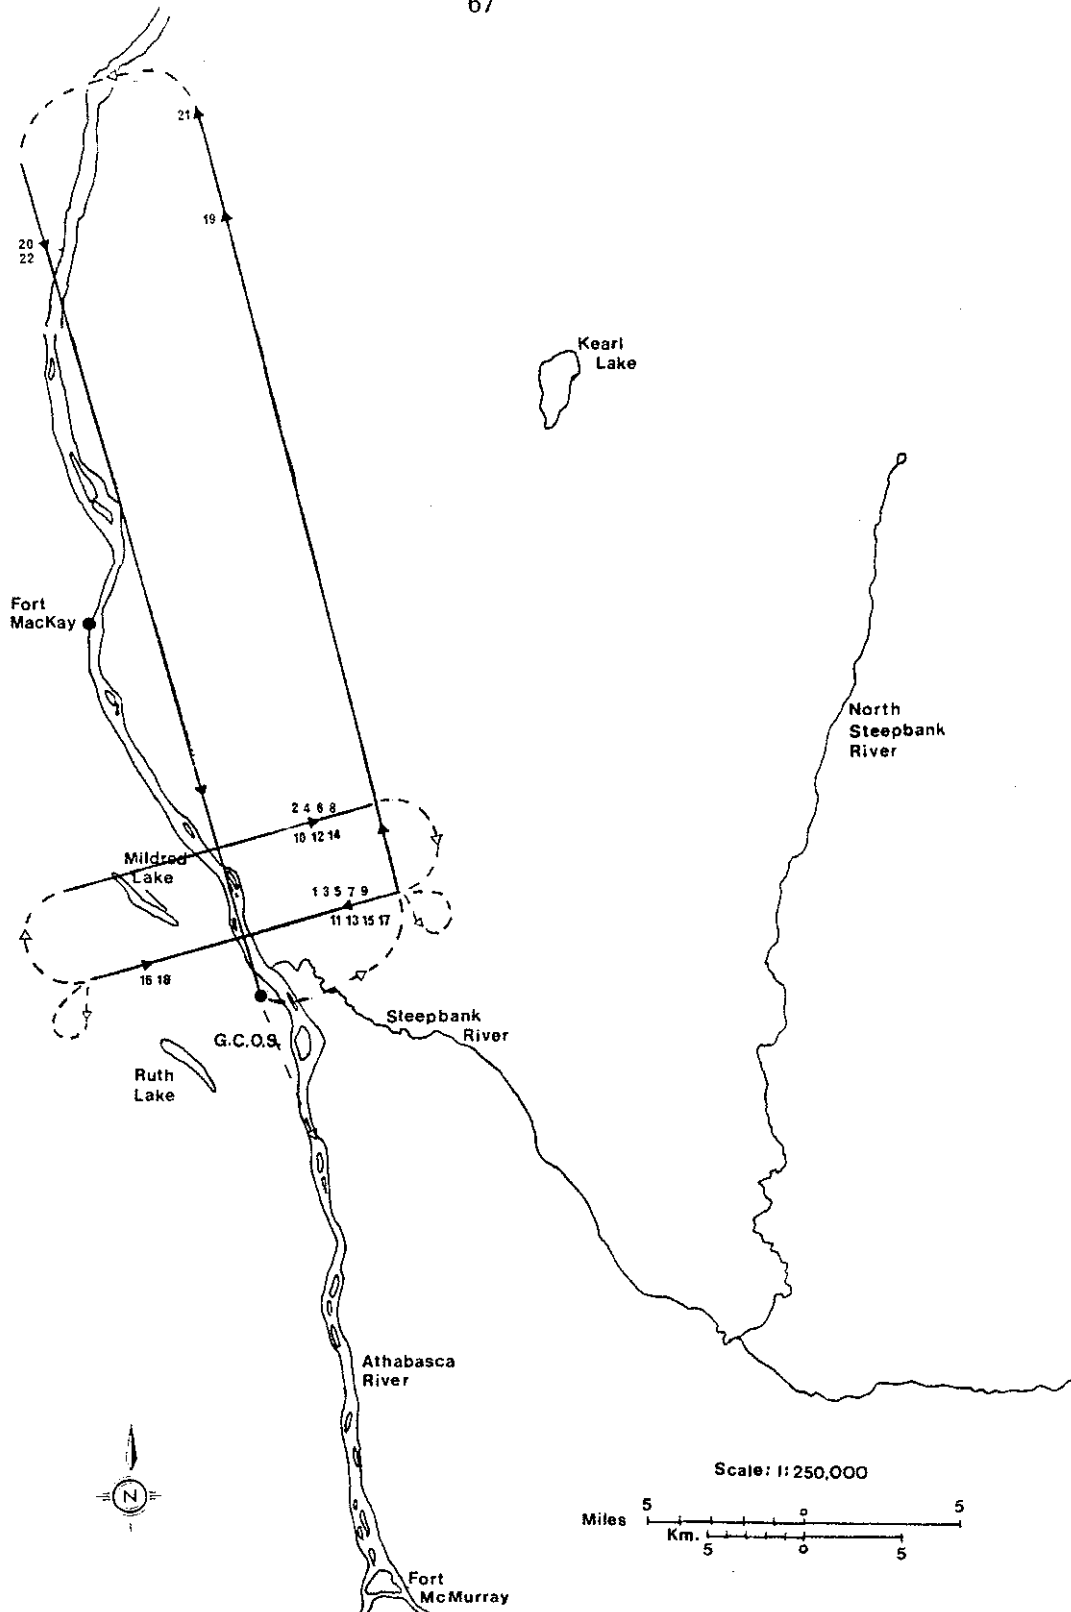 67
21
19
20
22
Kearl
Lake
Fort
MacKay
North
Steepbank
River
2 4 6 8
10 12 14
Mildred
Lake
1 3 5 7 9
11 13 15 17
16 18
Steepbank
River
G.C.O.S.
Ruth
Lake
Athabasca
River
N
Scale: 1:250,000
Miles 5 0 5
Km. 5 0 5
Fort
McMurray